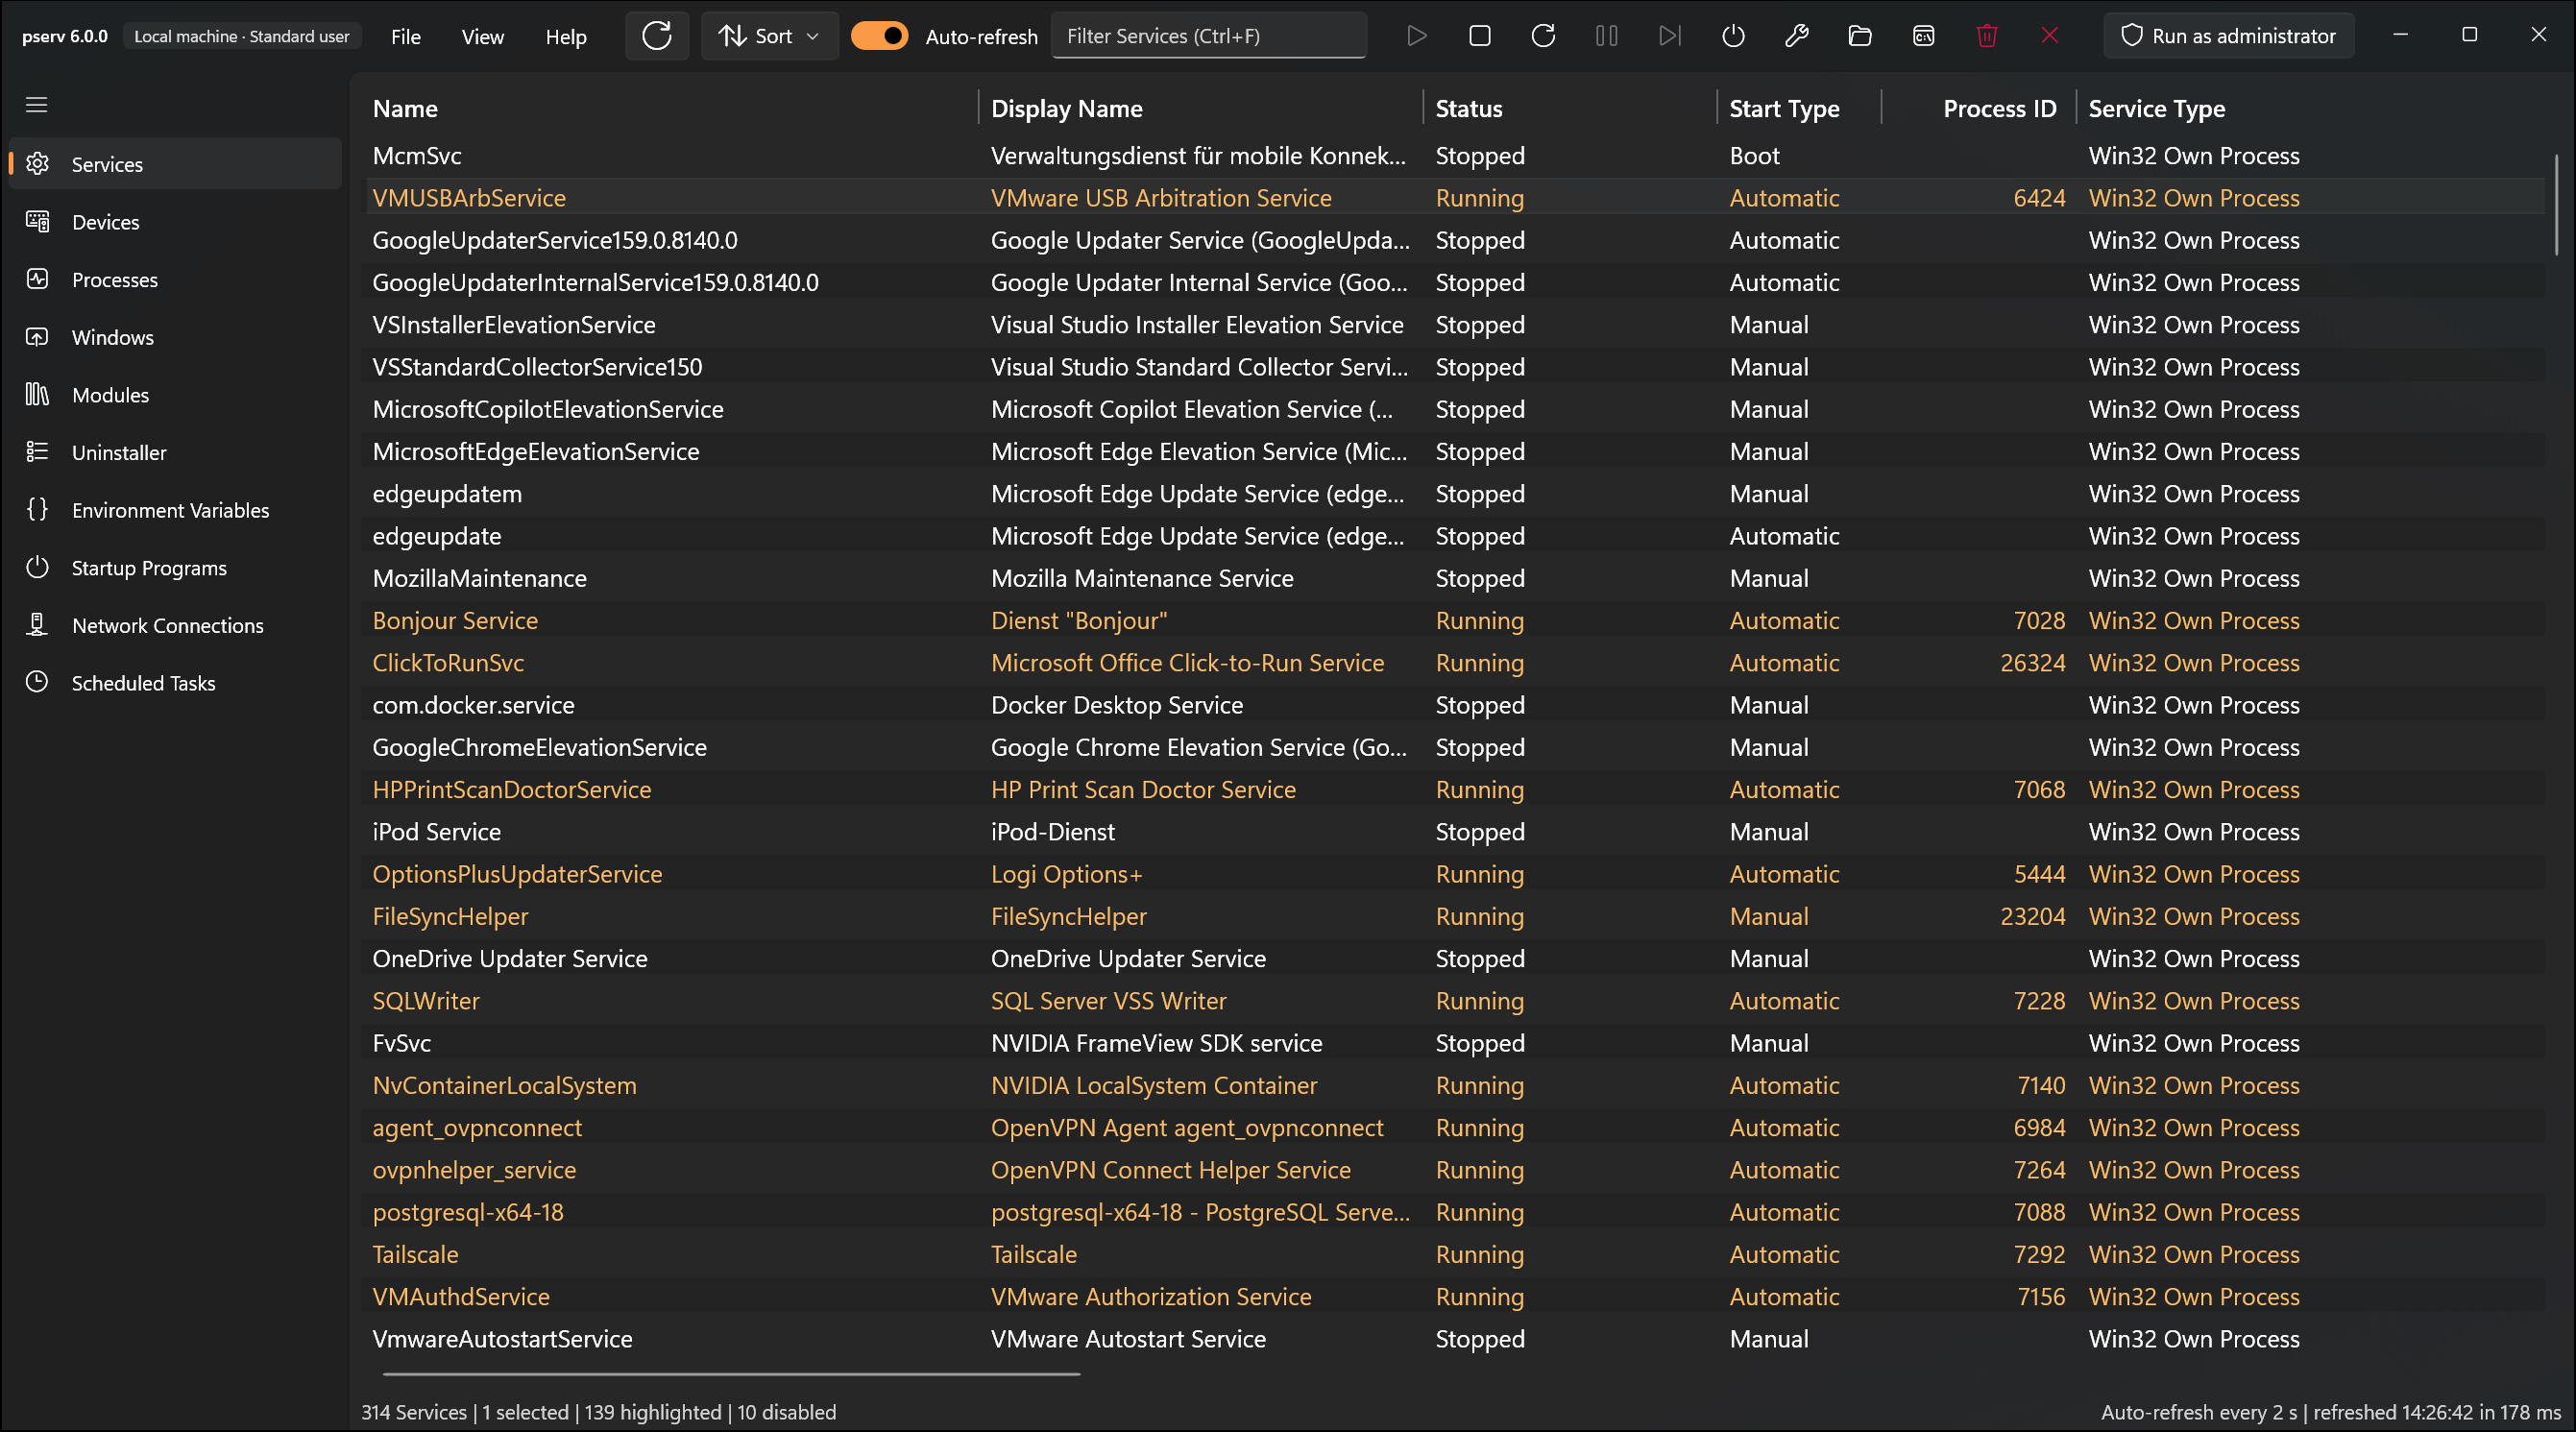 pserv 6.0.0 Local machine · Standard user File View Help Sort Auto-refresh Filter Services (Ctrl+F) Run as administrator
Services
Devices
Processes
Windows
Modules
Uninstaller
Environment Variables
Startup Programs
Network Connections
Scheduled Tasks
Name Display Name Status Start Type Process ID Service Type
McmSvc Verwaltungsdienst für mobile Konnek... Stopped Boot Win32 Own Process
VMUSBArbService VMware USB Arbitration Service Running Automatic 6424 Win32 Own Process
GoogleUpdaterService159.0.8140.0 Google Updater Service (GoogleUpda... Stopped Automatic Win32 Own Process
GoogleUpdaterInternalService159.0.8140.0 Google Updater Internal Service (Goo... Stopped Automatic Win32 Own Process
VSInstallerElevationService Visual Studio Installer Elevation Service Stopped Manual Win32 Own Process
VSStandardCollectorService150 Visual Studio Standard Collector Servi... Stopped Manual Win32 Own Process
MicrosoftCopilotElevationService Microsoft Copilot Elevation Service (... Stopped Manual Win32 Own Process
MicrosoftEdgeElevationService Microsoft Edge Elevation Service (Mic... Stopped Manual Win32 Own Process
edgeupdatem Microsoft Edge Update Service (edge... Stopped Manual Win32 Own Process
edgeupdate Microsoft Edge Update Service (edge... Stopped Automatic Win32 Own Process
MozillaMaintenance Mozilla Maintenance Service Stopped Manual Win32 Own Process
Bonjour Service Dienst "Bonjour" Running Automatic 7028 Win32 Own Process
ClickToRunSvc Microsoft Office Click-to-Run Service Running Automatic 26324 Win32 Own Process
com.docker.service Docker Desktop Service Stopped Manual Win32 Own Process
GoogleChromeElevationService Google Chrome Elevation Service (Go... Stopped Manual Win32 Own Process
HPPrintScanDoctorService HP Print Scan Doctor Service Running Automatic 7068 Win32 Own Process
iPod Service iPod-Dienst Stopped Manual Win32 Own Process
OptionsPlusUpdaterService Logi Options+ Running Automatic 5444 Win32 Own Process
FileSyncHelper FileSyncHelper Running Manual 23204 Win32 Own Process
OneDrive Updater Service OneDrive Updater Service Stopped Manual Win32 Own Process
SQLWriter SQL Server VSS Writer Running Automatic 7228 Win32 Own Process
FvSvc NVIDIA FrameView SDK service Stopped Manual Win32 Own Process
NvContainerLocalSystem NVIDIA LocalSystem Container Running Automatic 7140 Win32 Own Process
agent_ovpnconnect OpenVPN Agent agent_ovpnconnect Running Automatic 6984 Win32 Own Process
ovpnhelper_service OpenVPN Connect Helper Service Running Automatic 7264 Win32 Own Process
postgresql-x64-18 postgresql-x64-18 - PostgreSQL Serve... Running Automatic 7088 Win32 Own Process
Tailscale Tailscale Running Automatic 7292 Win32 Own Process
VMAuthdService VMware Authorization Service Running Automatic 7156 Win32 Own Process
VmwareAutostartService VMware Autostart Service Stopped Manual Win32 Own Process
314 Services | 1 selected | 139 highlighted | 10 disabled Auto-refresh every 2 s | refreshed 14:26:42 in 178 ms